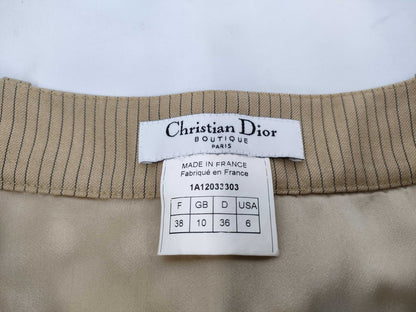 Christian Dior
BOUTIQUE
PARIS
MADE IN FRANCE
Fabriqué en France
1A12033303
F GB D USA
38 10 36 6